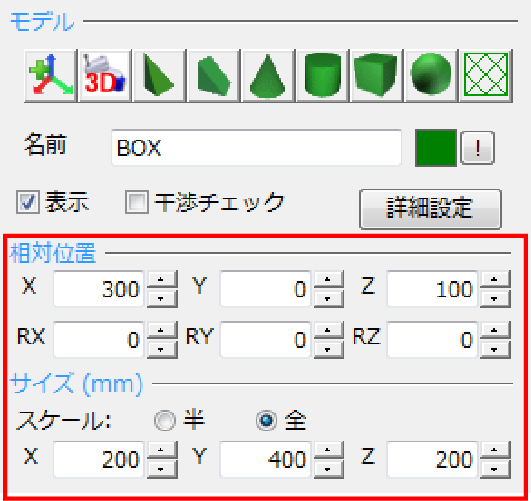 モデル
3D
名前 BOX !
表示 干渉チェック 詳細設定
相対位置
X 300 Y 0 Z 100
RX 0 RY 0 RZ 0
サイズ (mm)
スケール: 半 全
X 200 Y 400 Z 200